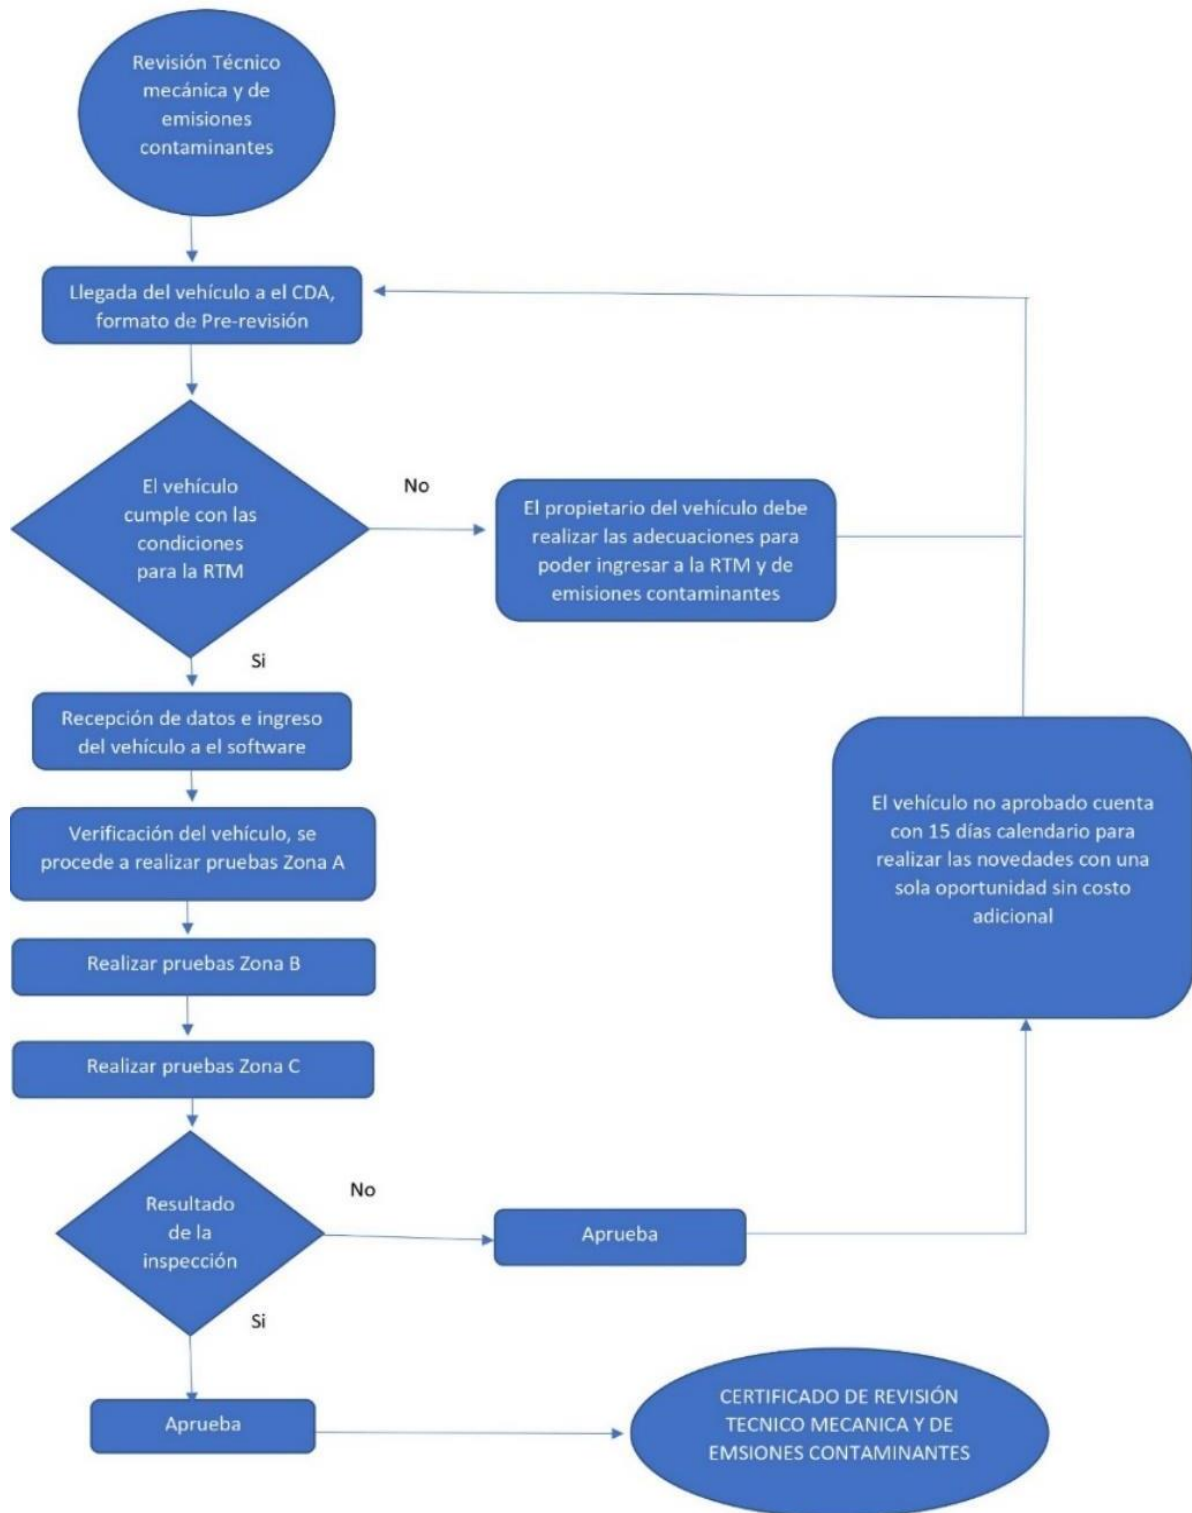 Revisión Técnico
mecánica y de
emisiones
contaminantes
Llegada del vehículo a el CDA,
formato de Pre-revisión
El vehículo
cumple con las
condiciones
para la RTM
No
El propietario del vehículo debe
realizar las adecuaciones para
poder ingresar a la RTM y de
emisiones contaminantes
Si
Recepción de datos e ingreso
del vehículo a el software
Verificación del vehículo, se
procede a realizar pruebas Zona A
El vehículo no aprobado cuenta
con 15 días calendario para
realizar las novedades con una
sola oportunidad sin costo
adicional
Realizar pruebas Zona B
Realizar pruebas Zona C
Resultado
de la
inspección
No
Aprueba
Si
Aprueba
CERTIFICADO DE REVISIÓN
TECNICO MECANICA Y DE
EMSIONES CONTAMINANTES